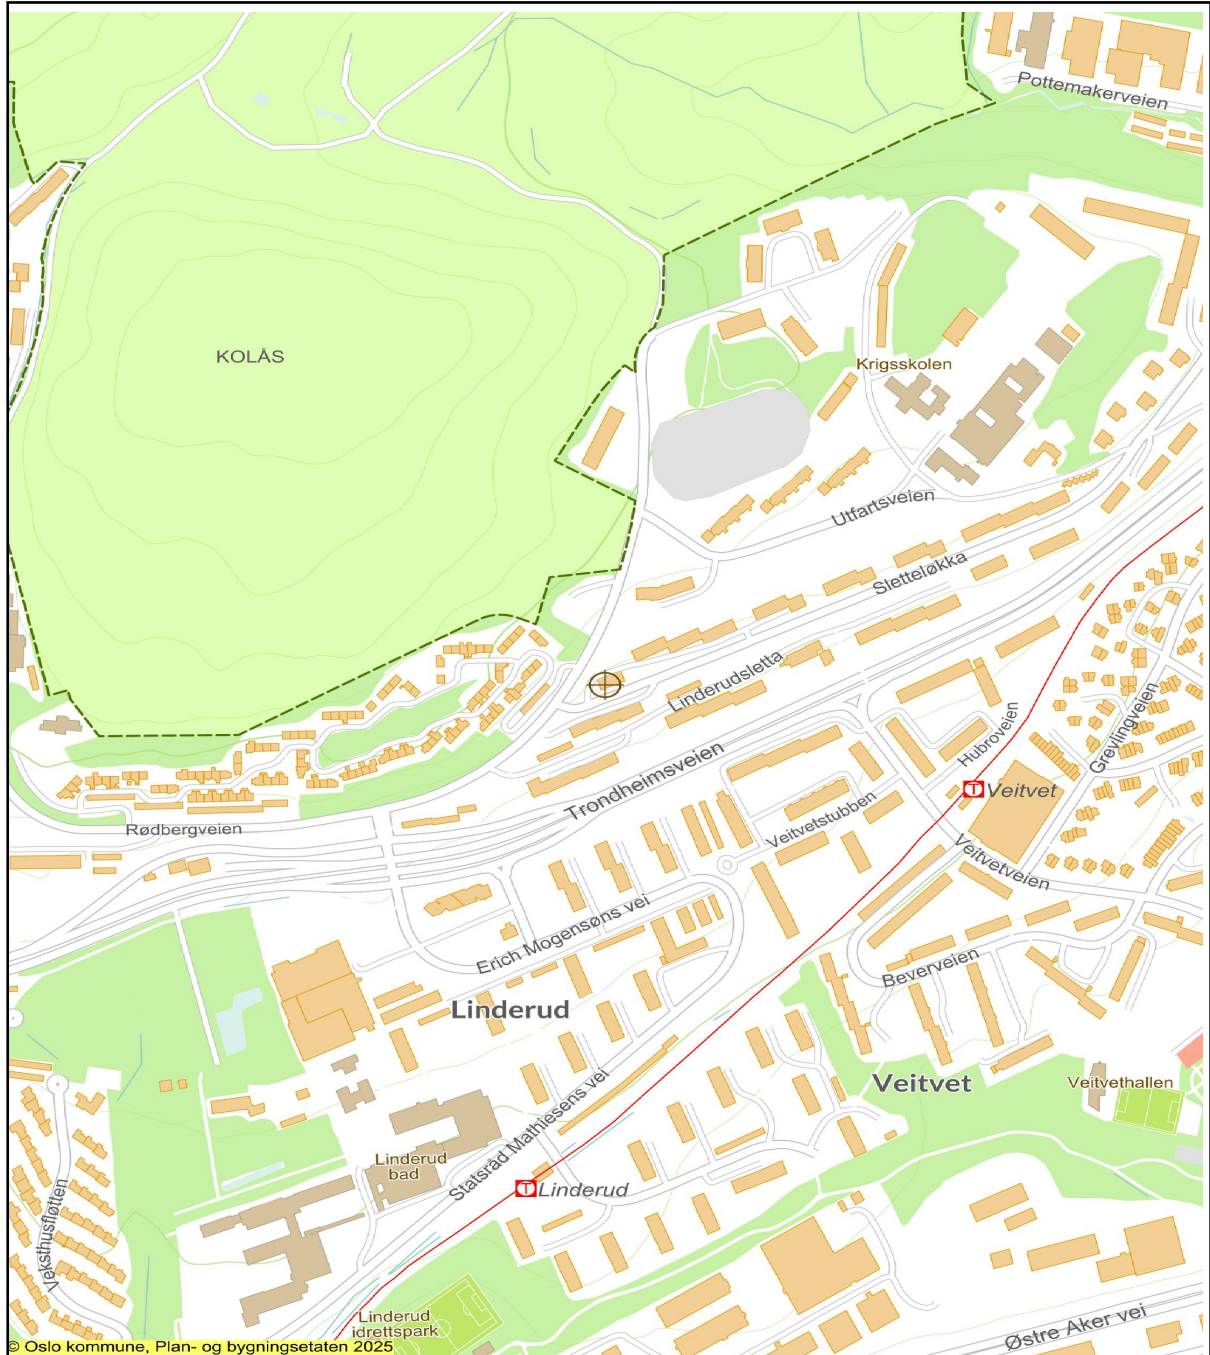 Pottemakerveien
KOLÅS
Krigsskolen
Utfartsveien
Sletteløkka
Linderudsletta
Grevlingveien
Hubroveien
Trondheimsveien
T Veitvet
Veitvetstubben
Rødbergveien
Veitvetveien
Erich Mogensøns vei
Beverveien
Linderud
Veitvet
Veitvethallen
Statsråd Mathiesens vei
Linderud
bad
T Linderud
Veksthusfløtten
Linderud
idrettspark
Østre Aker vei
© Oslo kommune, Plan- og bygningsetaten 2025